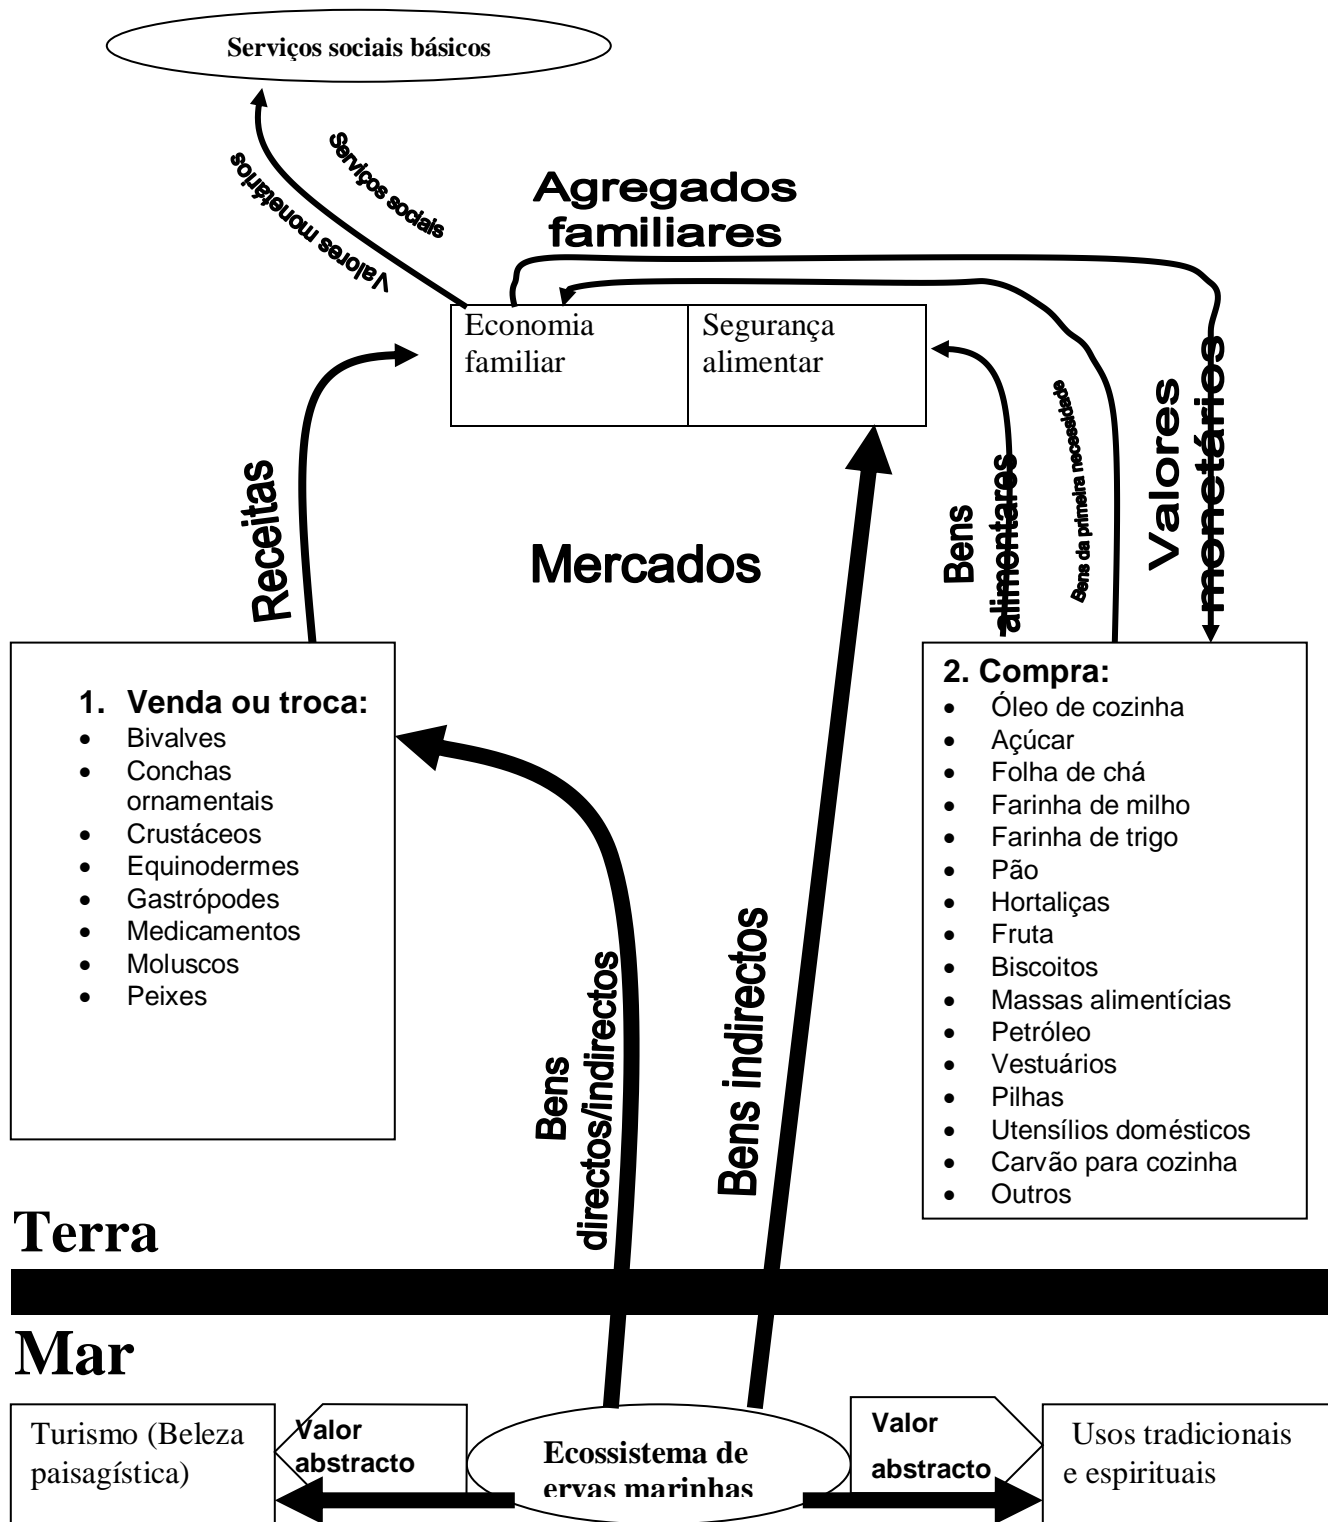 Serviços sociais básicos
Serviços sociais
Valores monetários
Agregados
familiares
Economia
familiar
Segurança
alimentar
Receitas
Mercados
Bens
alimentares
Bens da primeira necessidade
Valores
monetários
1. Venda ou troca:
• Bivalves
• Conchas
ornamentais
• Crustáceos
• Equinodermes
• Gastrópodes
• Medicamentos
• Moluscos
• Peixes
2. Compra:
• Óleo de cozinha
• Açúcar
• Folha de chá
• Farinha de milho
• Farinha de trigo
• Pão
• Hortaliças
• Fruta
• Biscoitos
• Massas alimentícias
• Petróleo
• Vestuários
• Pilhas
• Utensílios domésticos
• Carvão para cozinha
• Outros
Bens
directos/indirectos
Bens indirectos
Terra
Mar
Turismo (Beleza
paisagística)
Valor
abstracto
Ecossistema de
ervas marinhas
Valor
abstracto
Usos tradicionais
e espirituais